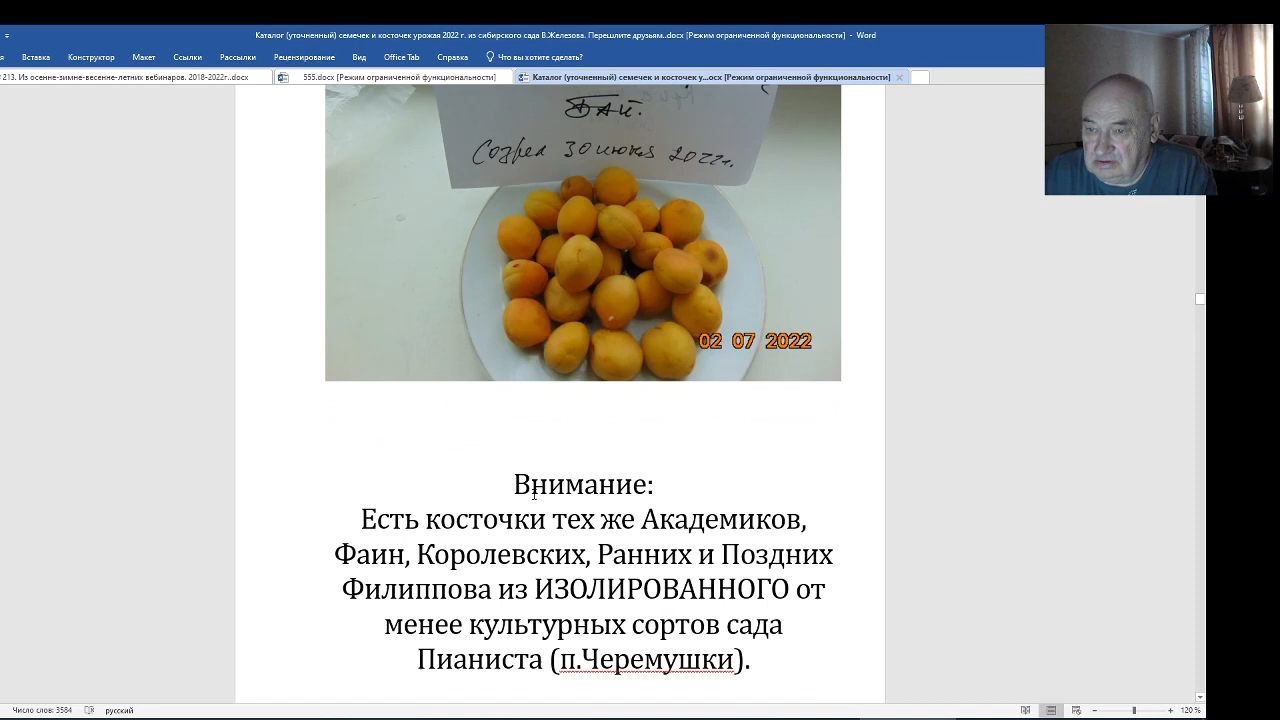 Каталог (уточненный) семечек и косточек урожая 2022 г. из сибирского сада В.Железова. Перешлите друзьям..docx [Режим ограниченной функциональности] - Word
Вставка Конструктор Макет Ссылки Рассылки Рецензирование Вид Office Tab Справка Что вы хотите сделать?
213. Из осенне-зимне-весенне-летних вебинаров. 2018-2022г..docx 555.docx [Режим ограниченной функциональности] Каталог (уточненный) семечек и косточек у...осх [Режим ограниченной функциональности]
БАЙ.
Созрел 30 июня 2022г.
02 07 2022
Внимание:
Есть косточки тех же Академиков,
Фаин, Королевских, Ранних и Поздних
Филиппова из ИЗОЛИРОВАННОГО от
менее культурных сортов сада
Пианиста (п.Черемушки).
Число слов: 3584 русский 120 %